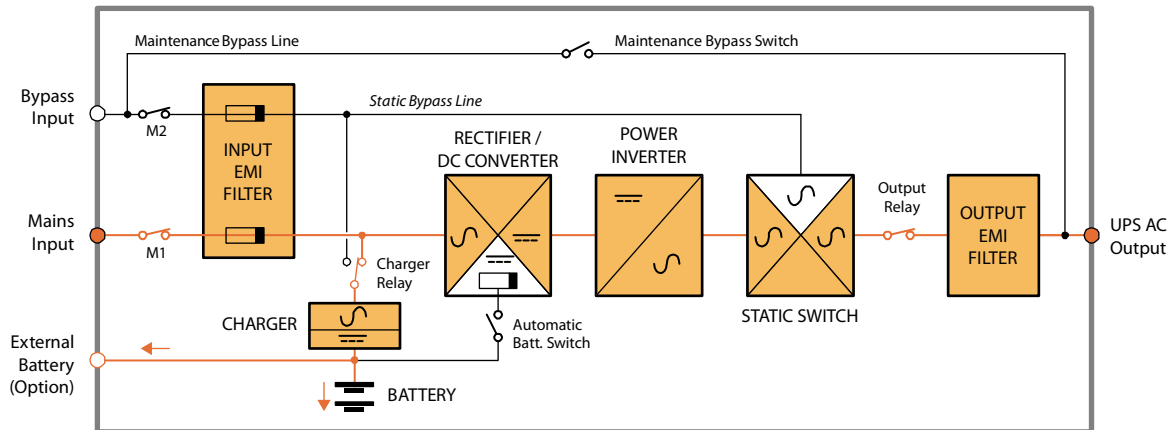 Maintenance Bypass Line
Maintenance Bypass Switch
Bypass
Input
M2
Static Bypass Line
INPUT
EMI
FILTER
RECTIFIER /
DC CONVERTER
POWER
INVERTER
Output
Relay
Mains
Input
M1
OUTPUT
EMI
FILTER
UPS AC
Output
Charger
Relay
CHARGER
Automatic
Batt. Switch
STATIC SWITCH
External
Battery
(Option)
BATTERY